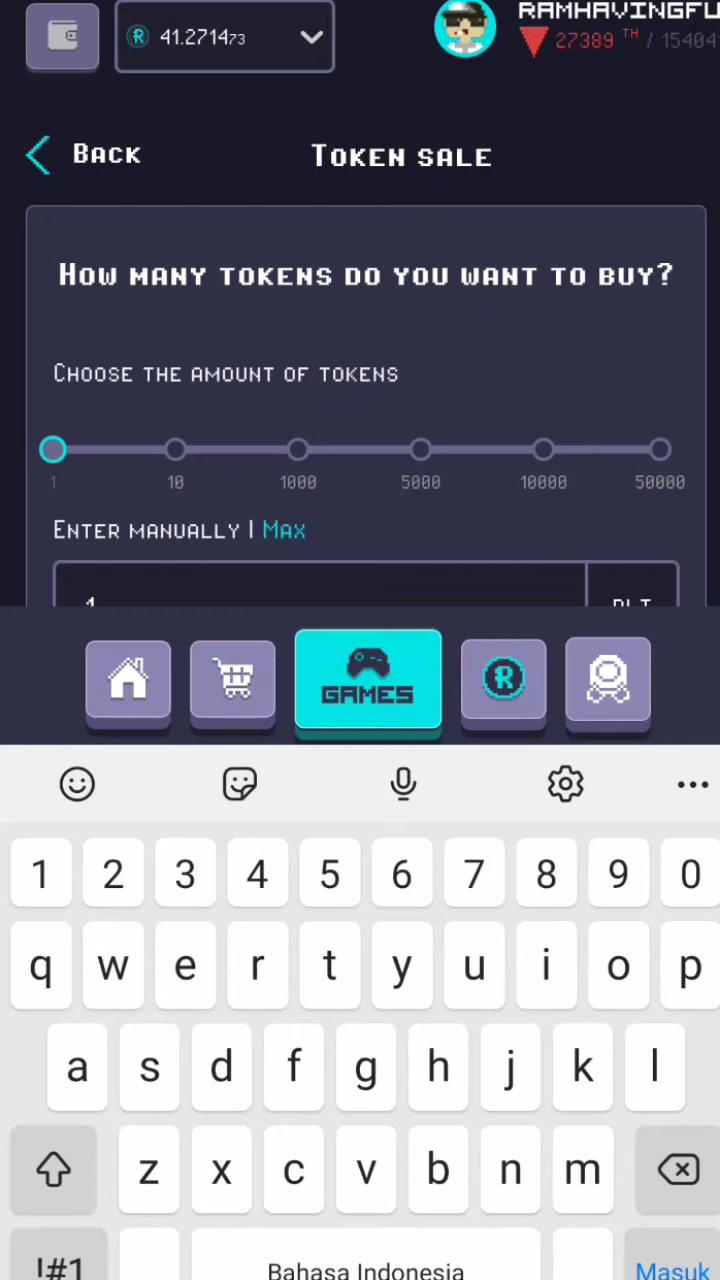 R 41.271473
RAMHAVINGFU
27389 TH / 15404
BACK
TOKEN SALE
HOW MANY TOKENS DO YOU WANT TO BUY?
CHOOSE THE AMOUNT OF TOKENS
1 10 1000 5000 10000 50000
ENTER MANUALLY | MAX
1
GAMES R
1 2 3 4 5 6 7 8 9 0
q w e r t y u i o p
a s d f g h j k l
z x c v b n m
!#1 Bahasa Indonesia Masuk